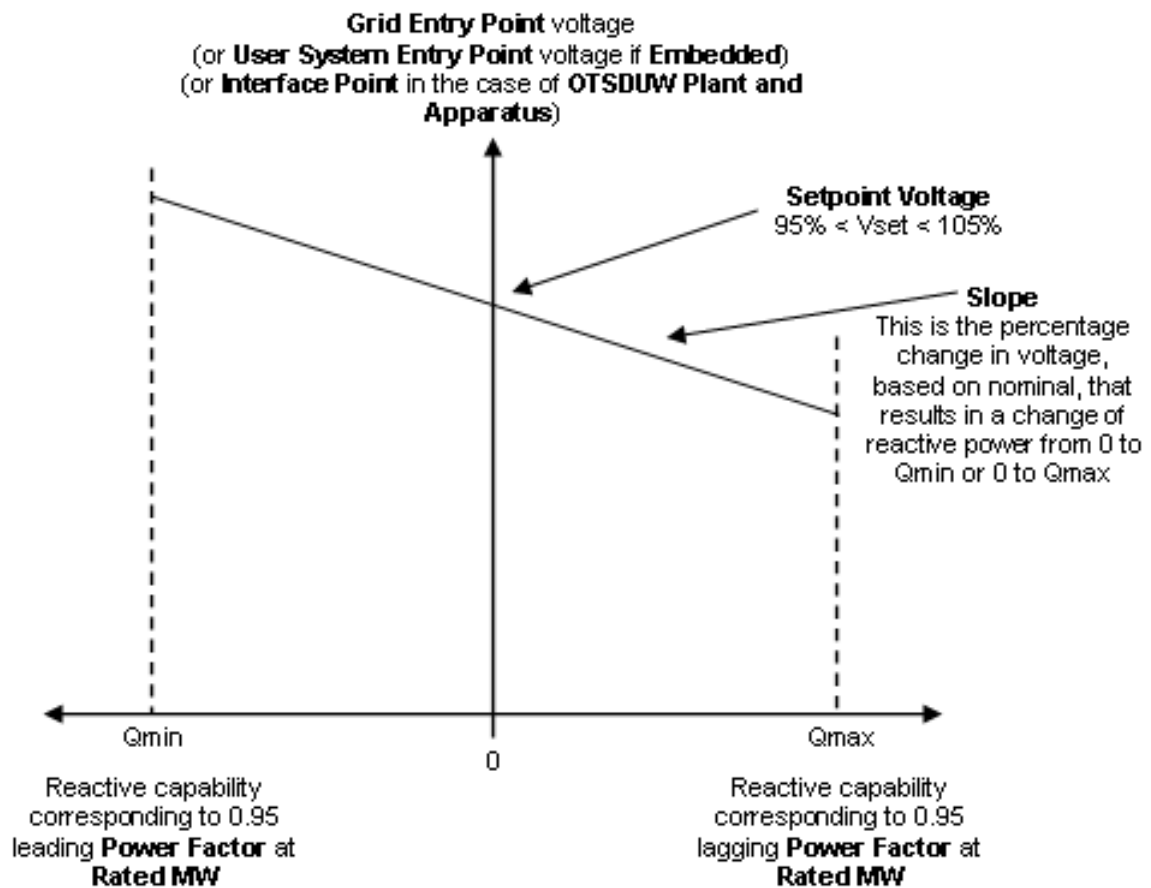 Grid Entry Point voltage
(or User System Entry Point voltage if Embedded)
(or Interface Point in the case of OTSDUW Plant and
Apparatus)
Setpoint Voltage
95% < Vset < 105%
Slope
This is the percentage
change in voltage,
based on nominal, that
results in a change of
reactive power from 0 to
Qmin or 0 to Qmax
Qmin
0
Qmax
Reactive capability
corresponding to 0.95
leading Power Factor at
Rated MW
Reactive capability
corresponding to 0.95
lagging Power Factor at
Rated MW